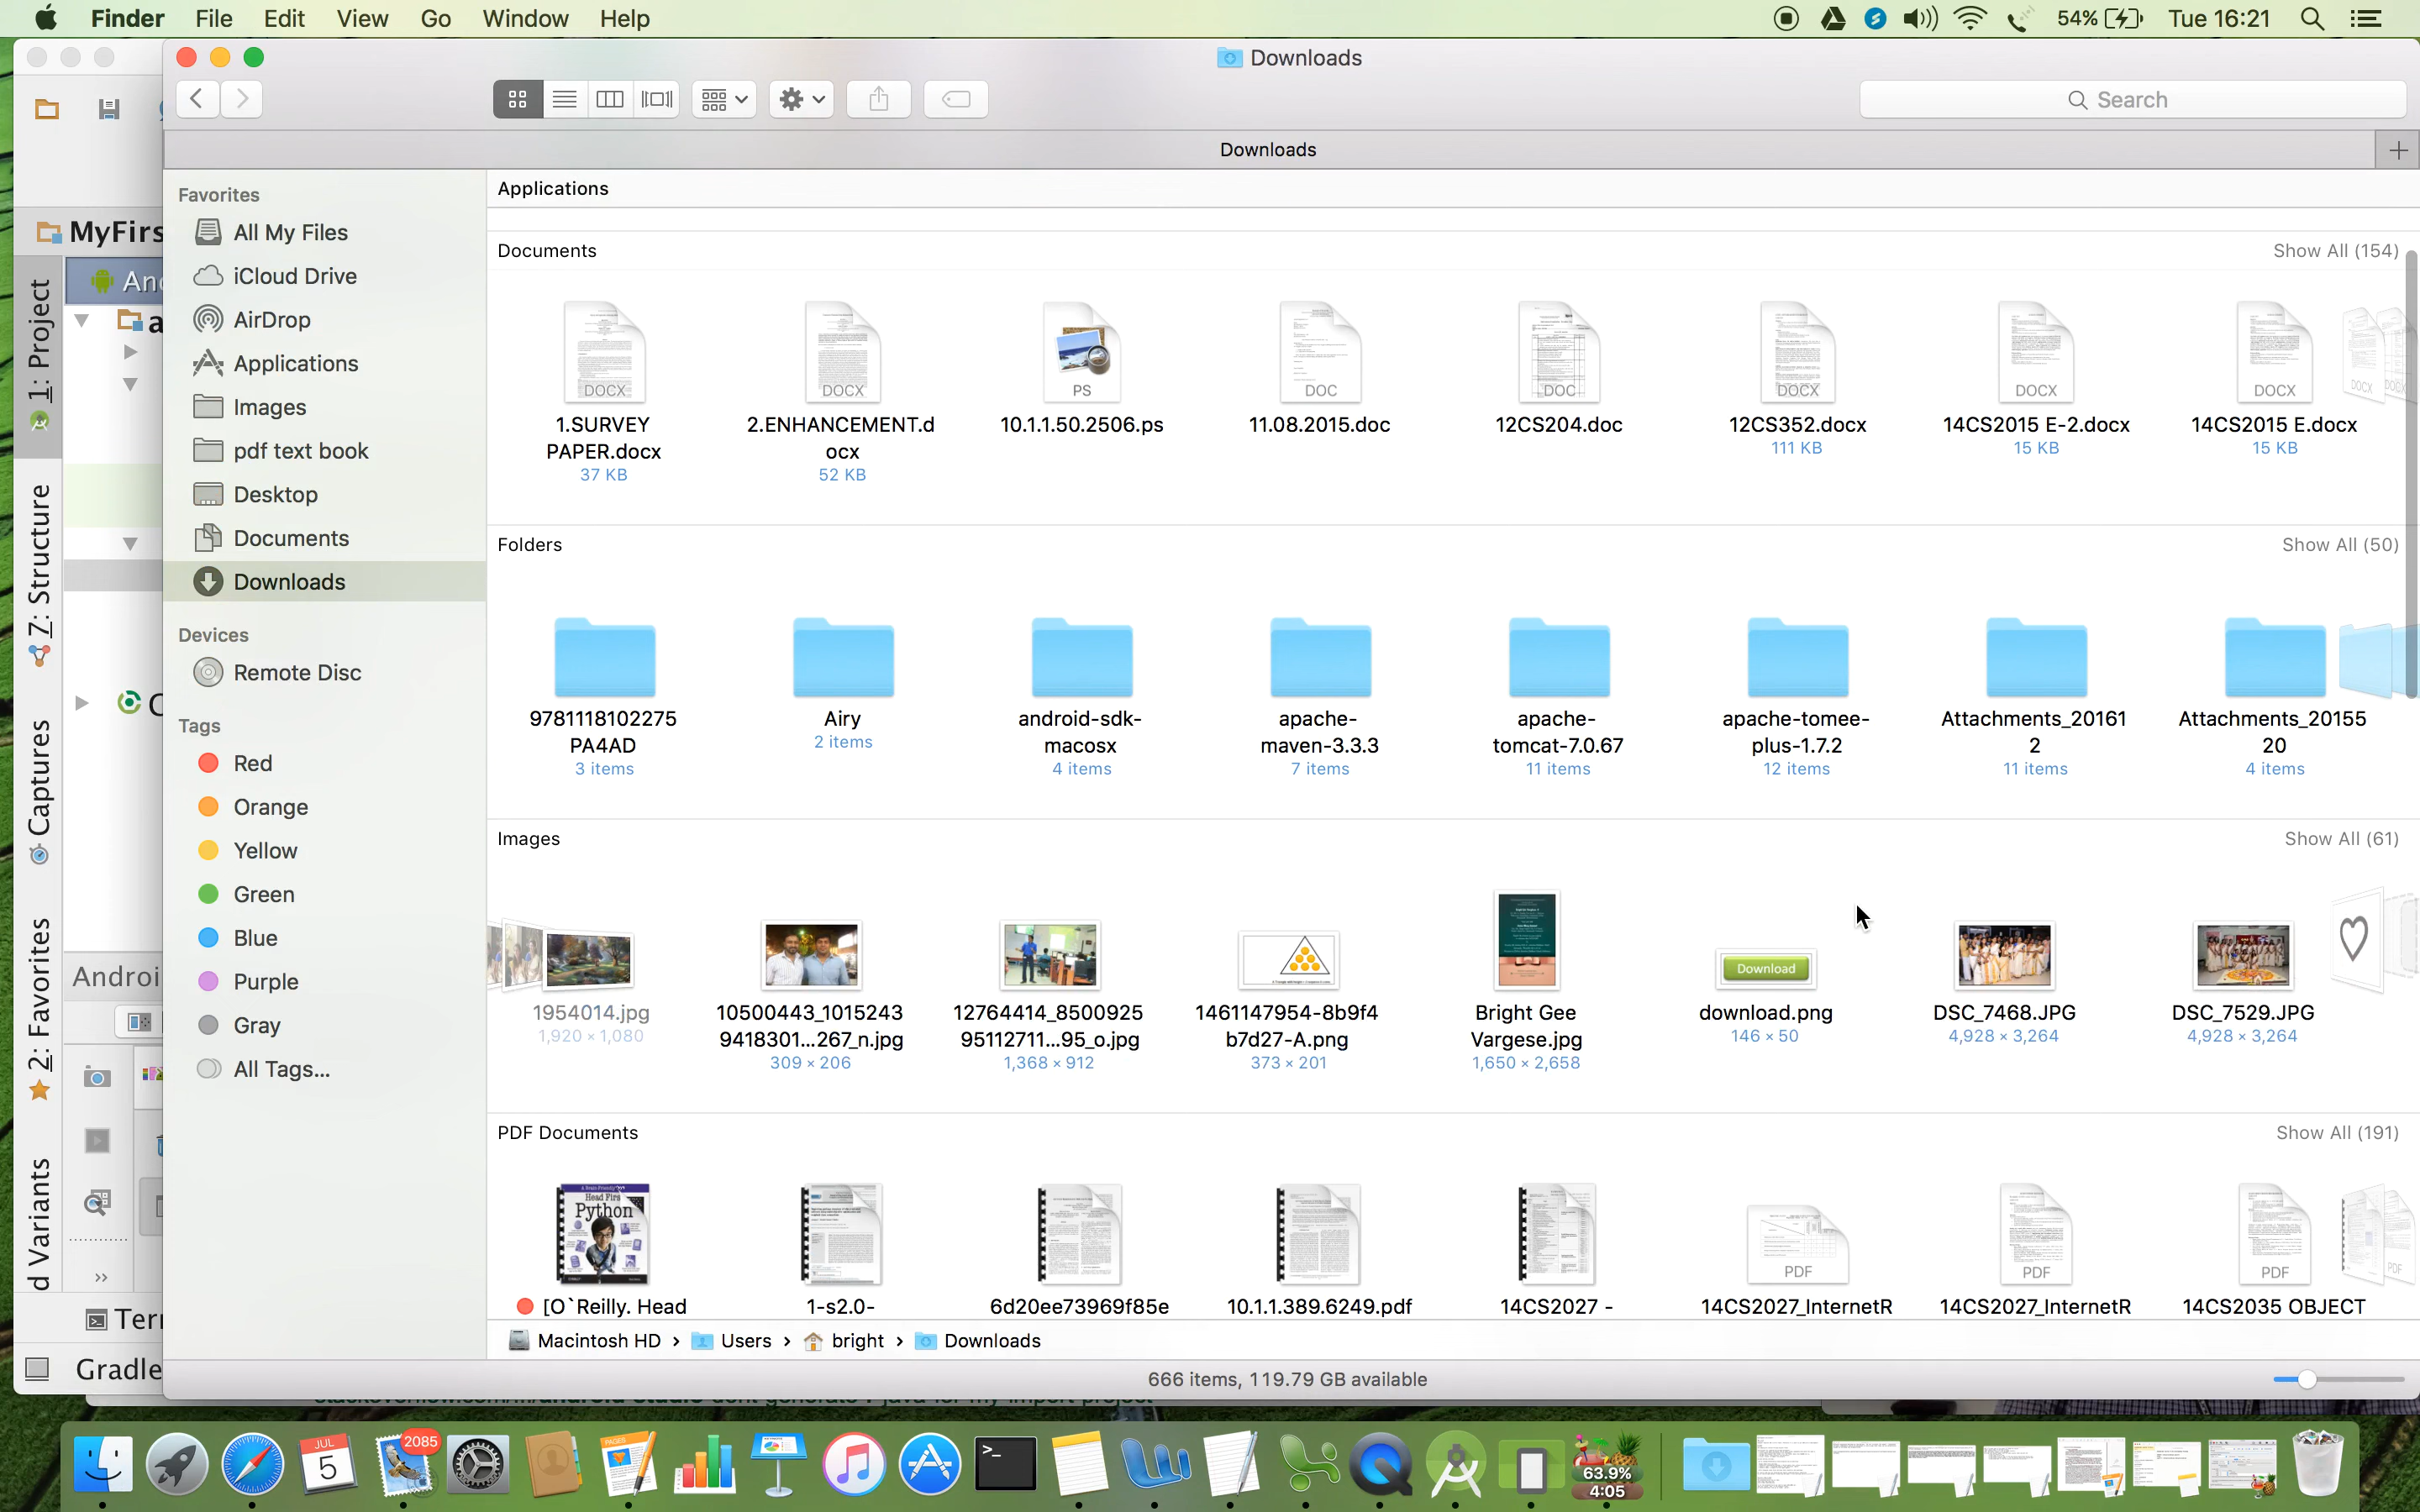 Finder File Edit View Go Window Help 54% Tue 16:21
Downloads
Search
Downloads
Favorites
All My Files
iCloud Drive
AirDrop
Applications
Images
pdf text book
Desktop
Documents
Downloads
Devices
Remote Disc
Tags
Red
Orange
Yellow
Green
Blue
Purple
Gray
All Tags...
Applications
Documents Show All (154)
DOCX DOCX PS DOC DOC DOCX DOCX DOCX DOCX
1.SURVEY 2.ENHANCEMENT.d 10.1.1.50.2506.ps 11.08.2015.doc 12CS204.doc 12CS352.docx 14CS2015 E-2.docx 14CS2015 E.docx
PAPER.docx ocx 111 KB 15 KB 15 KB
37 KB 52 KB
Folders Show All (50)
9781118102275 Airy android-sdk- apache- apache- apache-tomee- Attachments_20161 Attachments_20155
PA4AD 2 items macosx maven-3.3.3 tomcat-7.0.67 plus-1.7.2 2 20
3 items 4 items 7 items 11 items 12 items 11 items 4 items
Images Show All (61)
Download
1954014.jpg 10500443_1015243 12764414_8500925 1461147954-8b9f4 Bright Gee download.png DSC_7468.JPG DSC_7529.JPG
1,920 × 1,080 9418301...267_n.jpg 95112711...95_o.jpg b7d27-A.png Vargese.jpg 146 × 50 4,928 × 3,264 4,928 × 3,264
309 × 206 1,368 × 912 373 × 201 1,650 × 2,658
PDF Documents Show All (191)
Head First
Python
PDF PDF PDF PDF
[O`Reilly. Head 1-s2.0- 6d20ee73969f85e 10.1.1.389.6249.pdf 14CS2027 - 14CS2027_InternetR 14CS2027_InternetR 14CS2035 OBJECT
Macintosh HD › Users › bright › Downloads
666 items, 119.79 GB available
MyFirs
1: Project
7: Structure
Captures
2: Favorites
d Variants
Androi
Gradle
JUL
5
2085
PAGES
63.9%
4:05